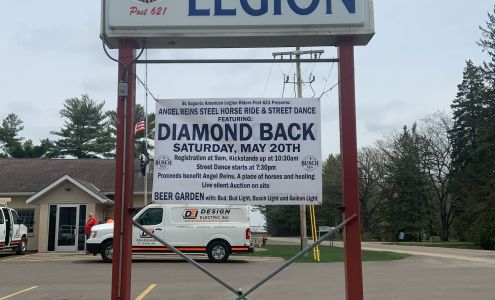 LEGION
Post 621
St. Augusta American Legion Riders Post 621 Presents:
ANGEL REINS STEEL HORSE RIDE & STREET DANCE
FEATURING:
DIAMOND BACK
SATURDAY, MAY 20TH
Registration at 9am, Kickstands up at 10:30am
Street Dance starts at 7:30pm
Proceeds benefit Angel Reins, A place of horses and healing
Live silent Auction on site
BEER GARDEN with: Bud, Bud Light, Busch Light and Golden Light
BUSCH
BUSCH
DESIGN
ELECTRIC INC.